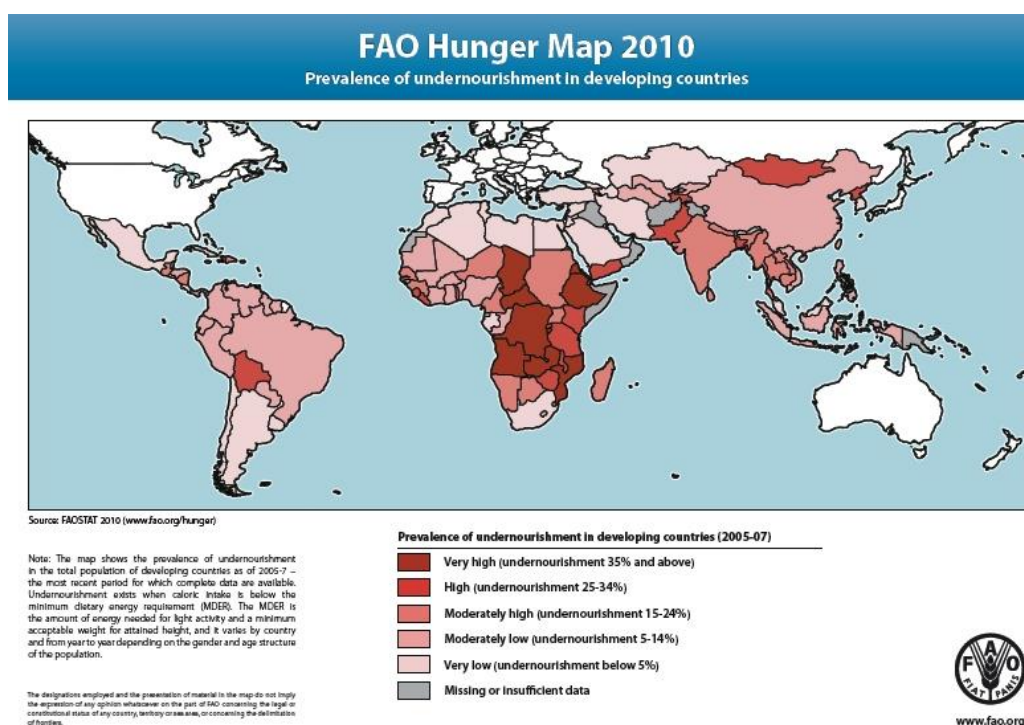 FAO Hunger Map 2010
Prevalence of undernourishment in developing countries
Source: FAOSTAT 2010 (www.fao.org/hunger)
Note: The map shows the prevalence of undernourishment
in the total population of developing countries as of 2005-7 –
the most recent period for which complete data are available.
Undernourishment exists when caloric intake is below the
minimum dietary energy requirement (MDER). The MDER is
the amount of energy needed for light activity and a minimum
acceptable weight for attained height, and it varies by country
and from year to year depending on the gender and age structure
of the population.
The designations employed and the presentation of material in the map do not imply
the expression of any opinion whatsoever on the part of FAO concerning the legal or
constitutional status of any country, territory or sea area, or concerning the delimitation
of frontiers.
Prevalence of undernourishment in developing countries (2005-07)
Very high (undernourishment 35% and above)
High (undernourishment 25-34%)
Moderately high (undernourishment 15-24%)
Moderately low (undernourishment 5-14%)
Very low (undernourishment below 5%)
Missing or insufficient data
FAO
FIAT PANIS
www.fao.org